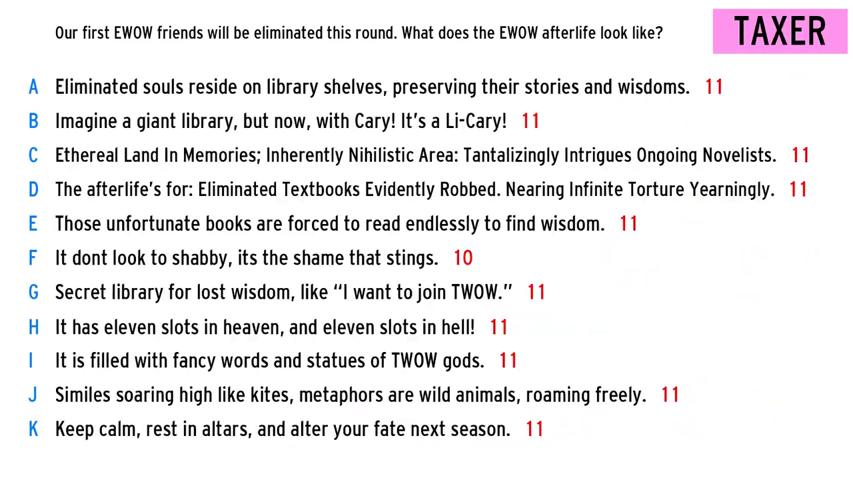 Our first EWOW friends will be eliminated this round. What does the EWOW afterlife look like?
TAXER
A Eliminated souls reside on library shelves, preserving their stories and wisdoms. 11
B Imagine a giant library, but now, with Cary! It's a Li-Cary! 11
C Ethereal Land In Memories; Inherently Nihilistic Area: Tantalizingly Intrigues Ongoing Novelists. 11
D The afterlife's for: Eliminated Textbooks Evidently Robbed. Nearing Infinite Torture Yearningly. 11
E Those unfortunate books are forced to read endlessly to find wisdom. 11
F It dont look to shabby, its the shame that stings. 10
G Secret library for lost wisdom, like “I want to join TWOW.” 11
H It has eleven slots in heaven, and eleven slots in hell! 11
I It is filled with fancy words and statues of TWOW gods. 11
J Similes soaring high like kites, metaphors are wild animals, roaming freely. 11
K Keep calm, rest in altars, and alter your fate next season. 11